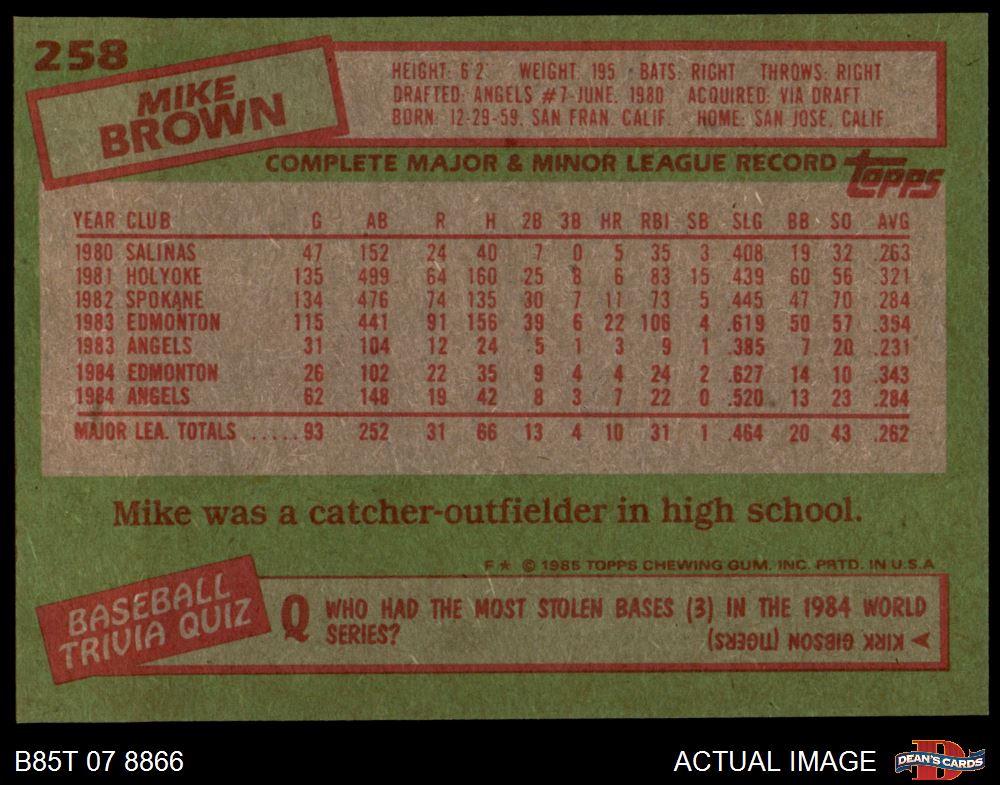 258
MIKE
BROWN
HEIGHT: 6'2" WEIGHT: 195 BATS: RIGHT THROWS: RIGHT
DRAFTED: ANGELS #7-JUNE, 1980 ACQUIRED: VIA DRAFT
BORN: 12-29-59, SAN FRAN, CALIF. HOME: SAN JOSE, CALIF.
COMPLETE MAJOR & MINOR LEAGUE RECORD
TOPPS
YEAR CLUB G AB R H 2B 3B HR RBI SB SLG BB SO AVG
1980 SALINAS 47 152 24 40 7 0 5 35 3 .408 19 32 .263
1981 HOLYOKE 135 499 64 160 25 8 6 83 15 .439 60 56 .321
1982 SPOKANE 134 476 74 135 30 7 11 73 5 .445 47 70 .284
1983 EDMONTON 115 441 91 156 39 6 22 106 4 .619 50 57 .354
1983 ANGELS 31 104 12 24 5 1 3 9 1 .385 7 20 .231
1984 EDMONTON 26 102 22 35 9 4 4 24 2 .627 14 10 .343
1984 ANGELS 62 148 19 42 8 3 7 22 0 .520 13 23 .284
MAJOR LEA. TOTALS .....93 252 31 66 13 4 10 31 1 .464 20 43 .262
Mike was a catcher-outfielder in high school.
F * © 1985 TOPPS CHEWING GUM, INC. PRTD. IN U.S.A
BASEBALL
TRIVIA QUIZ
Q WHO HAD THE MOST STOLEN BASES (3) IN THE 1984 WORLD
SERIES?
KIRK GIBSON (TIGERS)
B85T 07 8866
ACTUAL IMAGE
D
DEAN'S CARDS